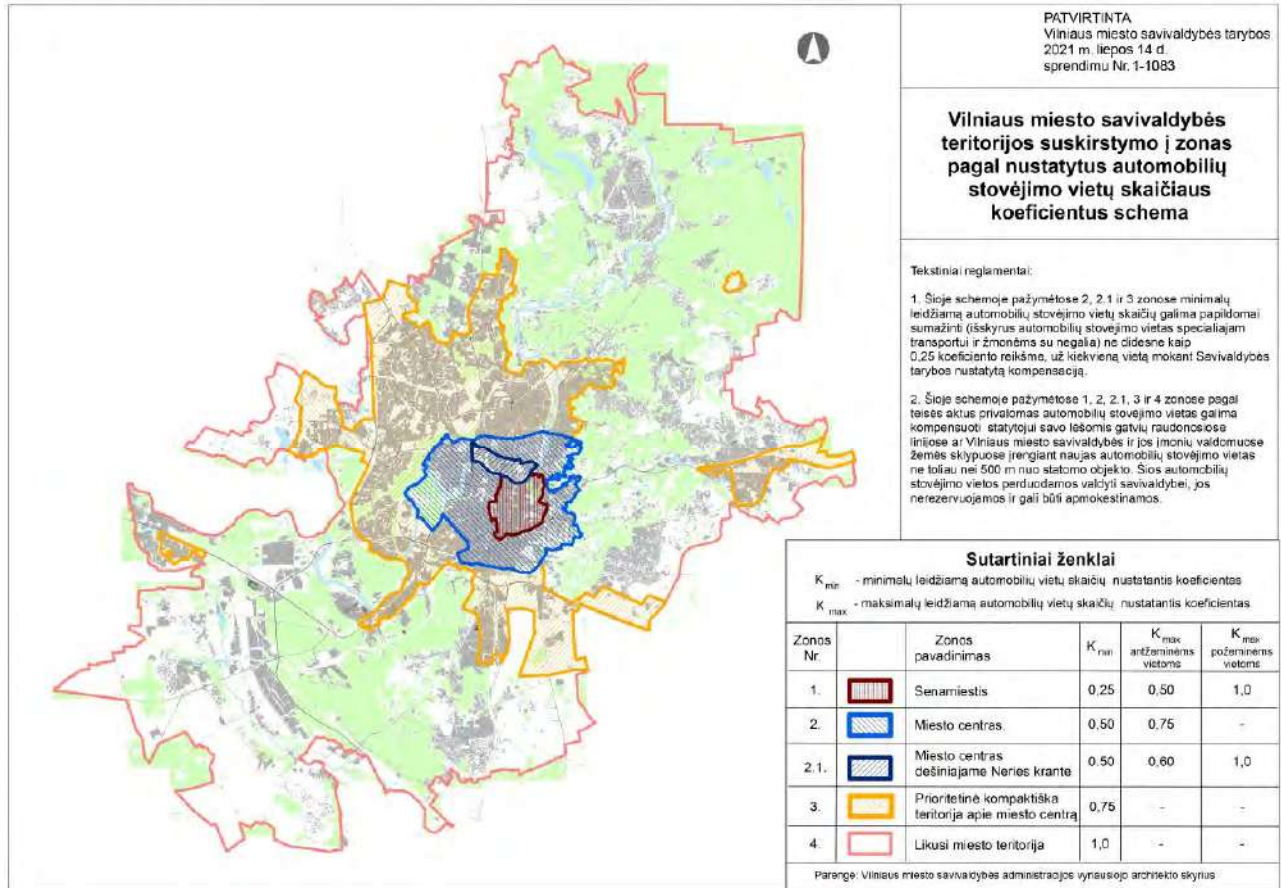 PATVIRTINTA
Vilniaus miesto savivaldybės tarybos
2021 m. liepos 14 d.
sprendimu Nr. 1-1083
Vilniaus miesto savivaldybės
teritorijos suskirstymo į zonas
pagal nustatytus automobilių
stovėjimo vietų skaičiaus
koeficientus schema
Tekstiniai reglamentai:
1. Šioje schemoje pažymėtose 2, 2.1 ir 3 zonose minimalų
leidžiamą automobilių stovėjimo vietų skaičių galima papildomai
sumažinti (išskyrus automobilių stovėjimo vietas specialiajam
transportui ir žmonėms su negalia) ne didesne kaip
0,25 koeficiento reikšme, už kiekvieną vietą mokant Savivaldybės
tarybos nustatytą kompensaciją.
2. Šioje schemoje pažymėtose 1, 2, 2.1, 3 ir 4 zonose pagal
teisės aktus privalomas automobilių stovėjimo vietas galima
kompensuoti statytojui savo lėšomis gatvių raudonosiose
linijose ar Vilniaus miesto savivaldybės ir jos įmonių valdomuose
žemės sklypuose įrengiant naujas automobilių stovėjimo vietas
ne toliau nei 500 m nuo statomo objekto. Šios automobilių
stovėjimo vietos perduodamos valdyti savivaldybei, jos
nerezervuojamos ir gali būti apmokestinamos.
Sutartiniai ženklai
K min - minimalų leidžiamą automobilių vietų skaičių nustatantis koeficientas
K max - maksimalų leidžiamą automobilių vietų skaičių nustatantis koeficientas
Zonos Nr. Zonos pavadinimas K min K max antžeminėms vietoms K max požeminėms vietoms
1. Senamiestis 0,25 0,50 1,0
2. Miesto centras 0,50 0,75 -
2.1. Miesto centras dešiniajame Neries krante 0,50 0,60 1,0
3. Prioritetinė kompaktiška teritorija apie miesto centrą 0,75 - -
4. Likusi miesto teritorija 1,0 - -
Parengė: Vilniaus miesto savivaldybės administracijos vyriausiojo architekto skyrius